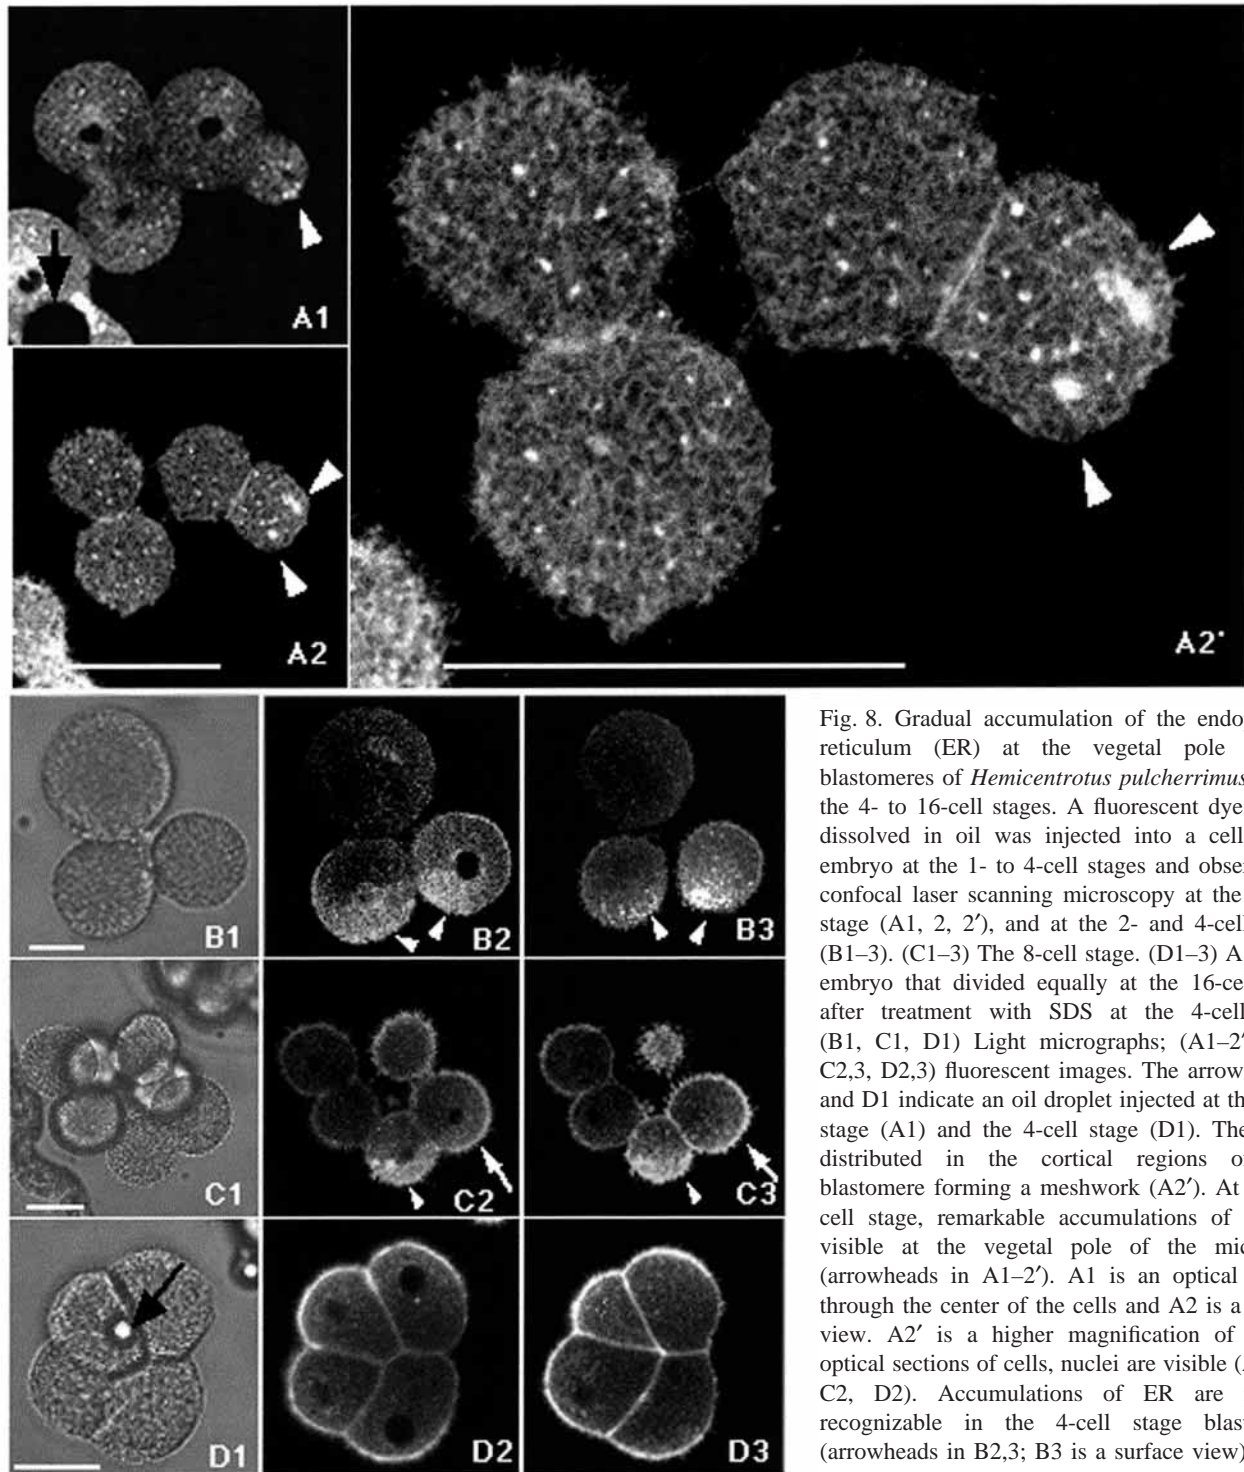 A1
A2
A2'
B1
B2
B3
C1
C2
C3
D1
D2
D3
Fig. 8. Gradual accumulation of the
reticulum (ER) at the vegetal pole
blastomeres of Hemicentrotus pulcherrimus
the 4- to 16-cell stages. A fluorescent dye
dissolved in oil was injected into a cell
embryo at the 1- to 4-cell stages and
confocal laser scanning microscopy at the
stage (A1, 2, 2′), and at the 2- and 4-cell
(B1–3). (C1–3) The 8-cell stage. (D1–3) A
embryo that divided equally at the
after treatment with SDS at the 4-cell
(B1, C1, D1) Light micrographs; (A1–2′
C2,3, D2,3) fluorescent images. The
and D1 indicate an oil droplet injected at
stage (A1) and the 4-cell stage (D1). The
distributed in the cortical regions
blastomere forming a meshwork (A2′). At
cell stage, remarkable accumulations of
visible at the vegetal pole of the
(arrowheads in A1–2′). A1 is an optical
through the center of the cells and A2 is a
view. A2′ is a higher magnification of
optical sections of cells, nuclei are visible
C2, D2). Accumulations of ER are
recognizable in the 4-cell stage
(arrowheads in B2,3; B3 is a surface view)